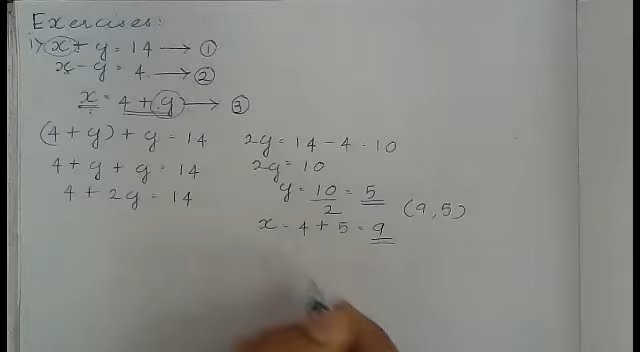 Exercises:
i) x + y = 14 → ①
x - y = 4 → ②
x = 4 + y → ③
(4 + y) + y = 14
4 + y + y = 14
4 + 2y = 14
2y = 14 - 4 = 10
2y = 10
y = 10/2 = 5
x = 4 + 5 = 9
(9, 5)